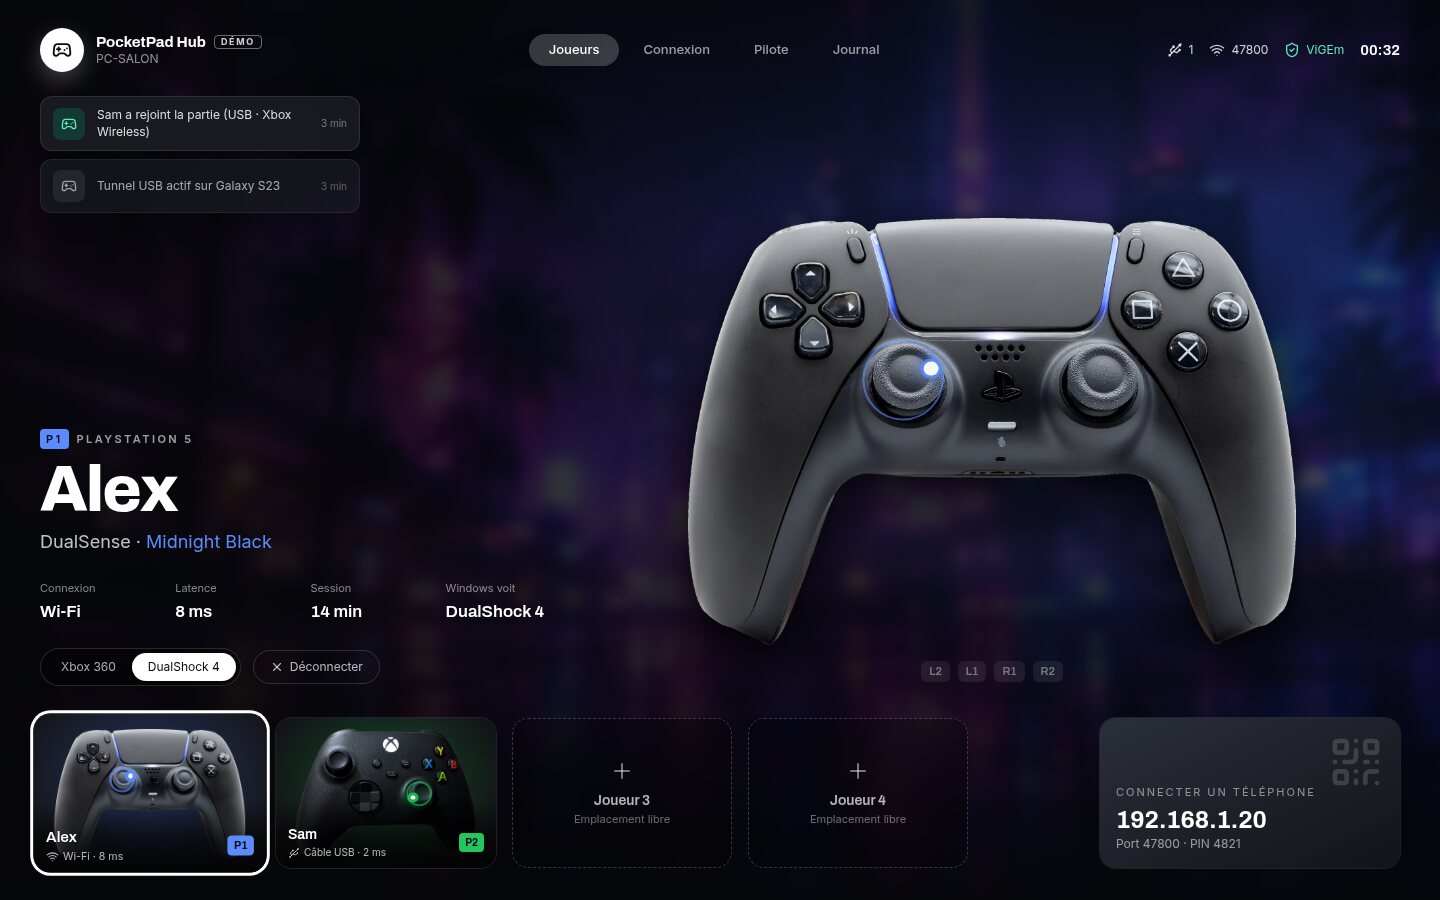 PocketPad Hub DÉMO
PC-SALON
Joueurs Connexion Pilote Journal
1 47800 ViGEm 00:32
Sam a rejoint la partie (USB · Xbox
Wireless)
3 min
Tunnel USB actif sur Galaxy S23 3 min
P1 PLAYSTATION 5
Alex
DualSense · Midnight Black
Connexion Latence Session Windows voit
Wi-Fi 8 ms 14 min DualShock 4
Xbox 360 DualShock 4 Déconnecter
L2 L1 R1 R2
Alex
Wi-Fi · 8 ms
P1
Y
X B
A
Sam
Câble USB · 2 ms
P2
Joueur 3
Emplacement libre
Joueur 4
Emplacement libre
CONNECTER UN TÉLÉPHONE
192.168.1.20
Port 47800 · PIN 4821